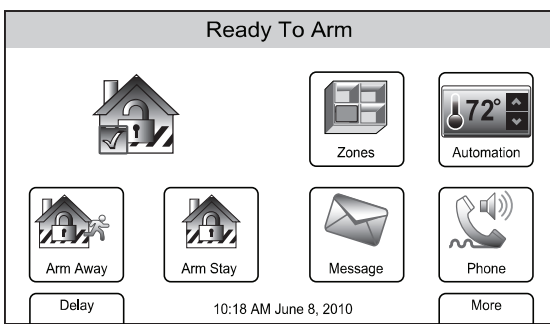 Ready To Arm
72°
Zones
Automation
Arm Away
Arm Stay
Message
Phone
Delay
10:18 AM June 8, 2010
More